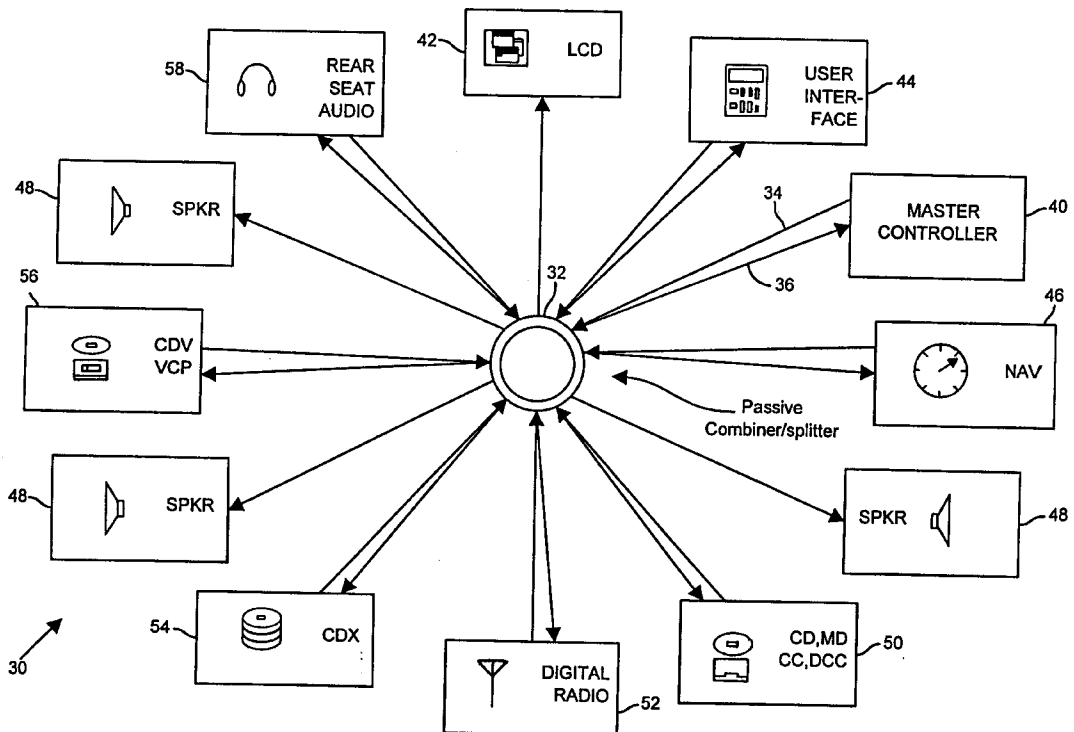 42
LCD
58
REAR
SEAT
AUDIO
USER
INTER-
FACE
44
48
SPKR
34
MASTER
CONTROLLER
40
36
32
56
CDV
VCP
46
NAV
Passive
Combiner/splitter
48
SPKR
SPKR
48
54
CDX
30
DIGITAL
RADIO
52
CD,MD
CC,DCC
50